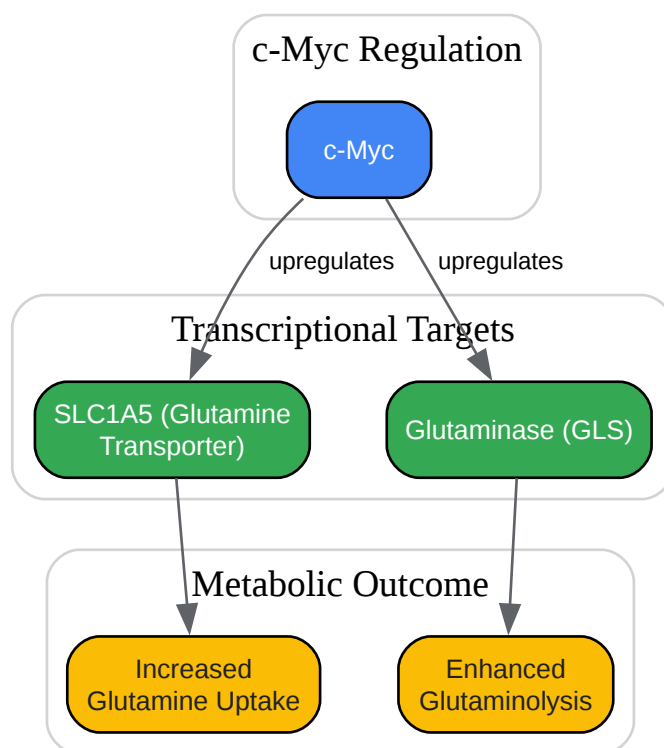 c-Myc Regulation
c-Myc
upregulates
upregulates
Transcriptional Targets
SLC1A5 (Glutamine
Transporter)
Glutaminase (GLS)
Metabolic Outcome
Increased
Glutamine Uptake
Enhanced
Glutaminolysis